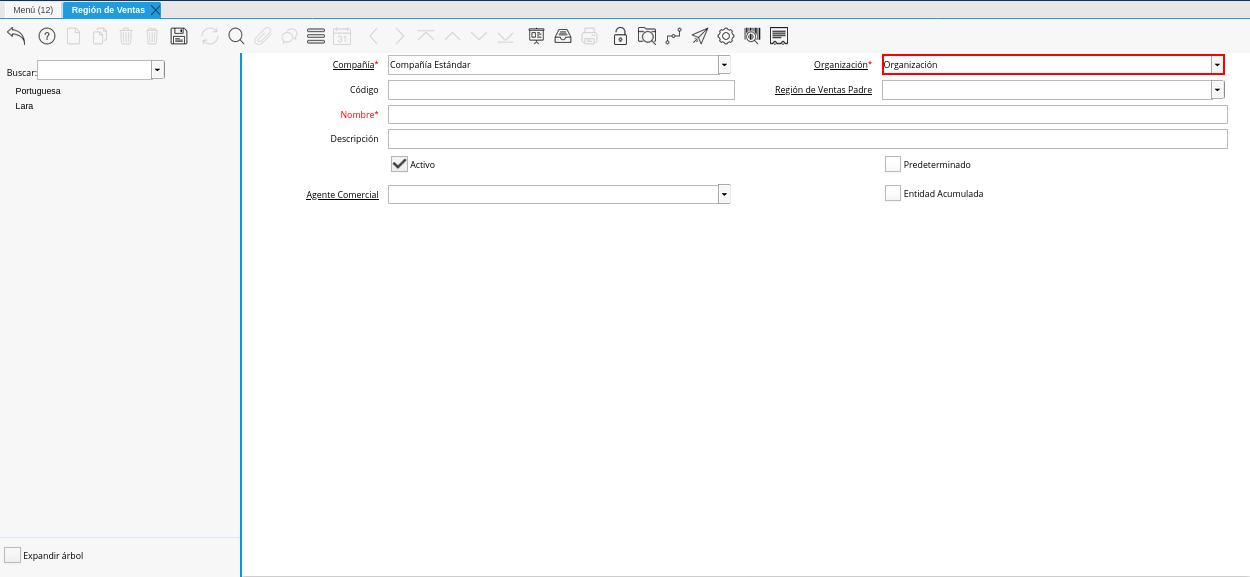 Menú (12) Región de Ventas
31
Buscar:
Portuguesa
Lara
Compañía* Compañía Estándar Organización* Organización
Código Región de Ventas Padre
Nombre*
Descripción
Activo Predeterminado
Agente Comercial Entidad Acumulada
Expandir árbol